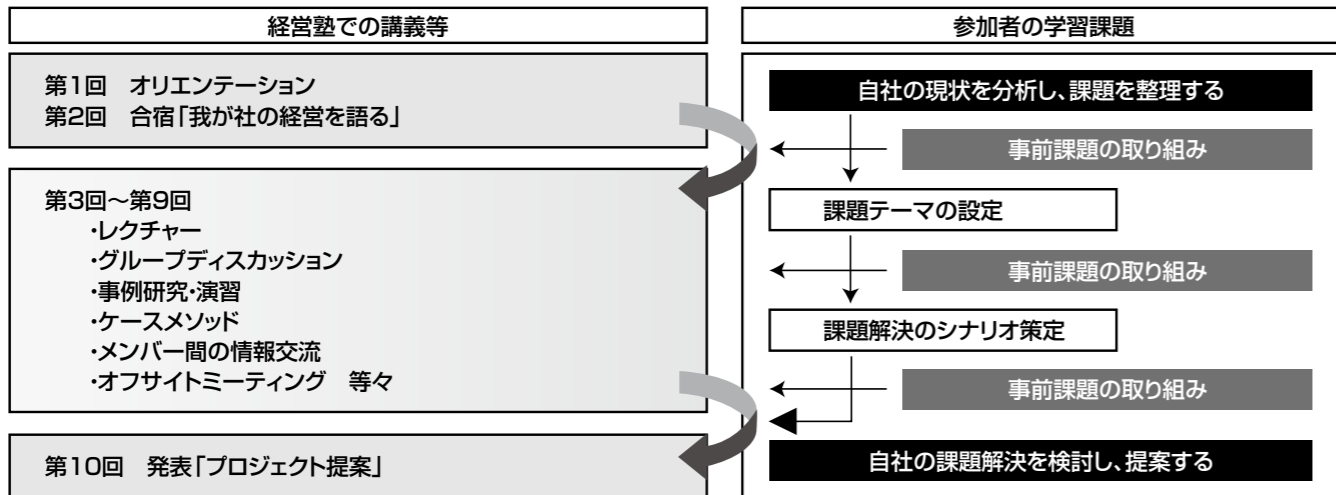 経営塾での講義等
第1回　オリエンテーション
第2回　合宿「我が社の経営を語る」
第3回～第9回
・レクチャー
・グループディスカッション
・事例研究・演習
・ケースメソッド
・メンバー間の情報交流
・オフサイトミーティング　等々
第10回　発表「プロジェクト提案」
参加者の学習課題
自社の現状を分析し、課題を整理する
事前課題の取り組み
課題テーマの設定
事前課題の取り組み
課題解決のシナリオ策定
事前課題の取り組み
自社の課題解決を検討し、提案する